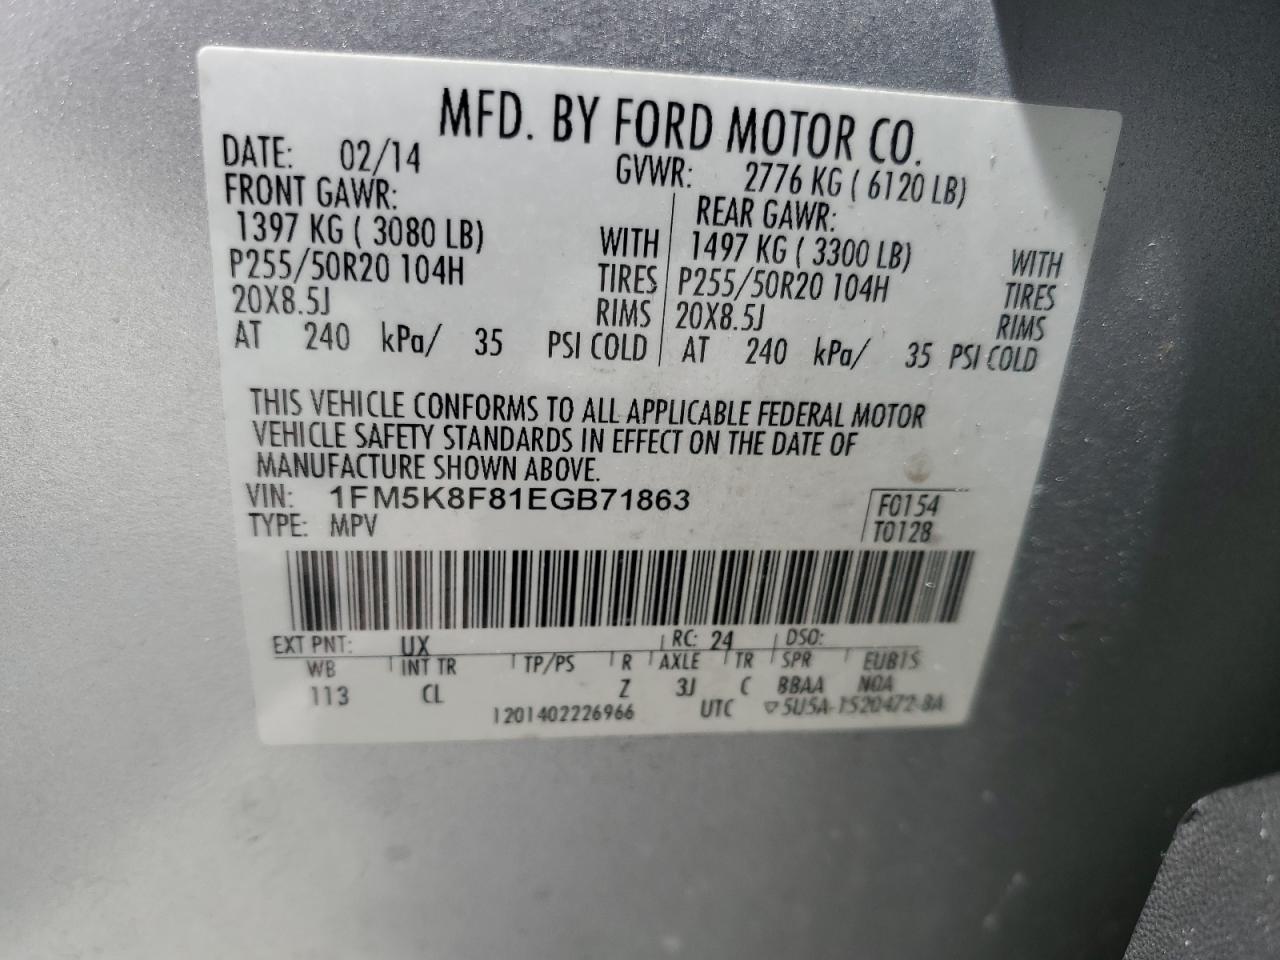 MFD. BY FORD MOTOR CO.
DATE: 02/14 GVWR: 2776 KG ( 6120 LB)
FRONT GAWR: REAR GAWR:
1397 KG ( 3080 LB) WITH 1497 KG ( 3300 LB) WITH
P255/50R20 104H TIRES P255/50R20 104H TIRES
20X8.5J RIMS 20X8.5J RIMS
AT 240 kPa/ 35 PSI COLD AT 240 kPa/ 35 PSI COLD
THIS VEHICLE CONFORMS TO ALL APPLICABLE FEDERAL MOTOR
VEHICLE SAFETY STANDARDS IN EFFECT ON THE DATE OF
MANUFACTURE SHOWN ABOVE.
VIN: 1FM5K8F81EGB71863 F0154
TYPE: MPV T0128
EXT PNT: UX RC: 24 DSO:
WB INT TR TP/PS R AXLE TR SPR EUB1S
113 CL Z 3J C BBAA NOA
1201402226966 UTC ▽5U5A-1520472-BA